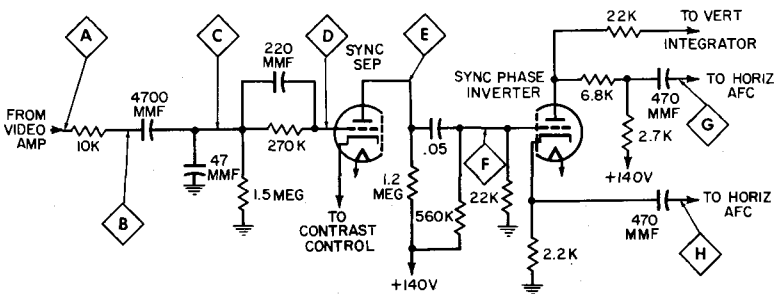 A
B
C
D
E
F
G
H
FROM
VIDEO
AMP
10K
4700
MMF
47
MMF
1.5 MEG
220
MMF
270K
SYNC
SEP
TO
CONTRAST
CONTROL
1.2
MEG
+140V
.05
560K
22K
SYNC PHASE
INVERTER
22K
TO VERT
INTEGRATOR
6.8K
470
MMF
TO HORIZ
AFC
2.7K
+140V
470
MMF
TO HORIZ
AFC
2.2K